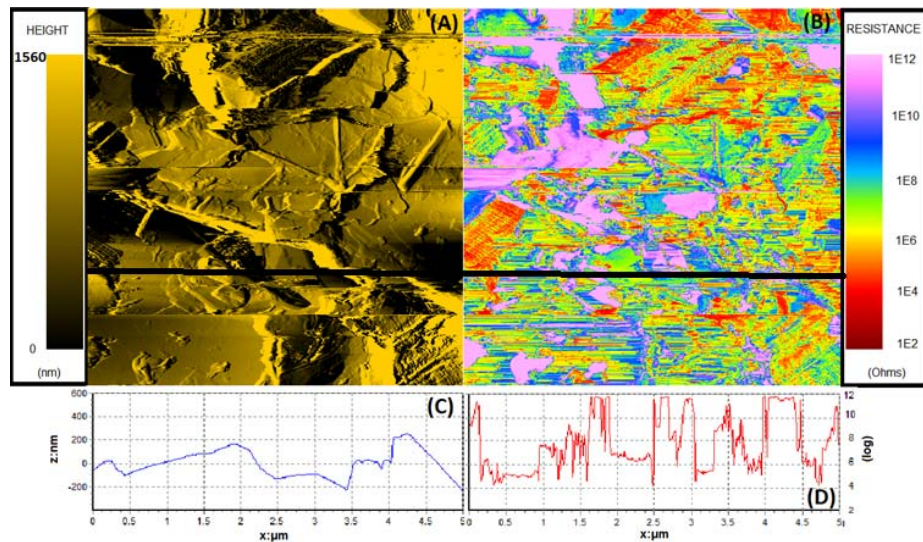 HEIGHT
1560
0
(nm)
(A)
(B)
RESISTANCE
1E12
1E10
1E8
1E6
1E4
1E2
(Ohms)
600
400
200
0
-200
z:nm
(C)
0 0.5 1 1.5 2 2.5 3 3.5 4 4.5 5
x:µm
(D)
12
10
8
6
4
2
(log)
0 0.5 1 1.5 2 2.5 3 3.5 4 4.5 5
x:µm